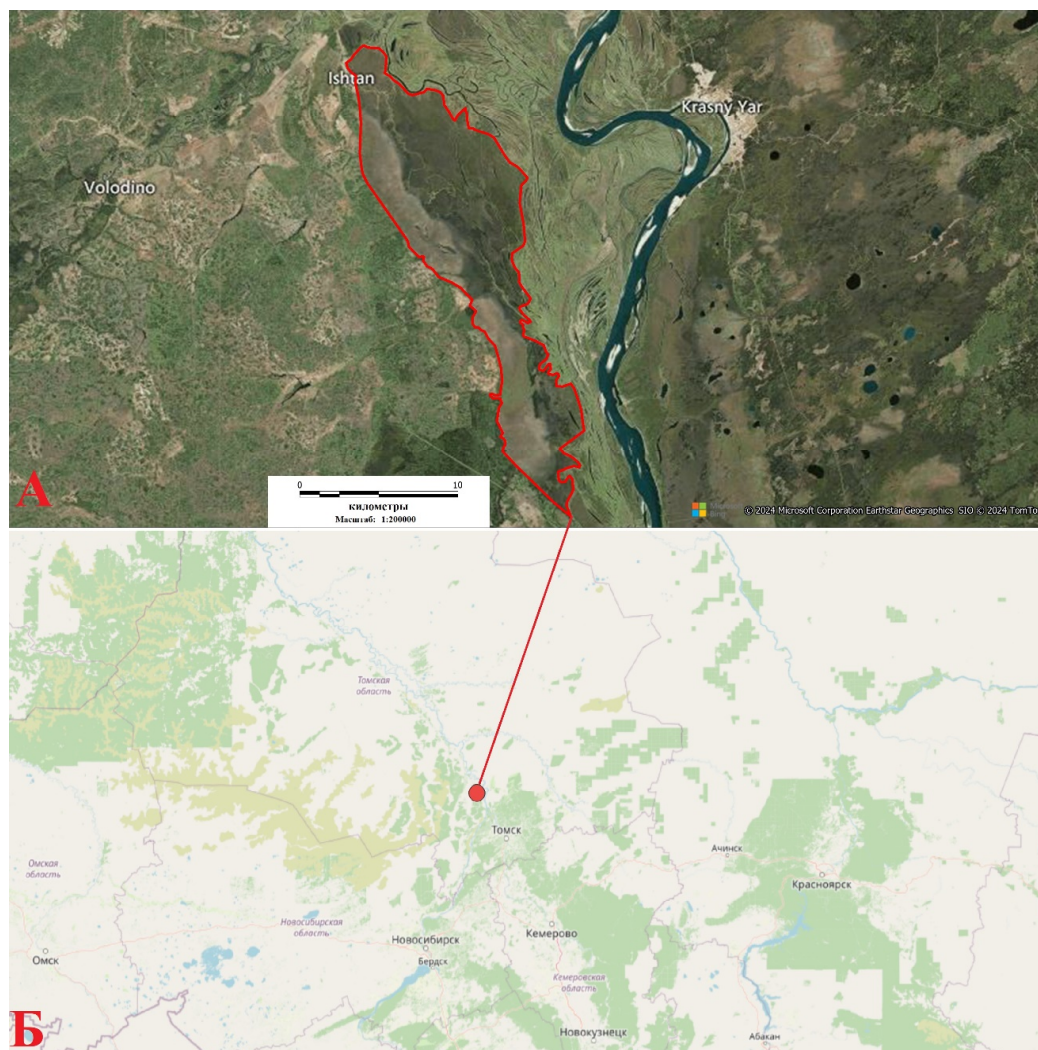 Ishtan
Krasny Yar
Volodino
А
0 10
километры
Масштаб: 1:200000
© 2024 Microsoft Corporation Earthstar Geographics SIO © 2024 TomTo
Томская
область
Томск
Ачинск
Омская
область
Красноярск
Новосибирская
область
Новосибирск
Кемерово
Омск
Бердск
Кемеровская
область
Б
Новокузнецк
Абакан